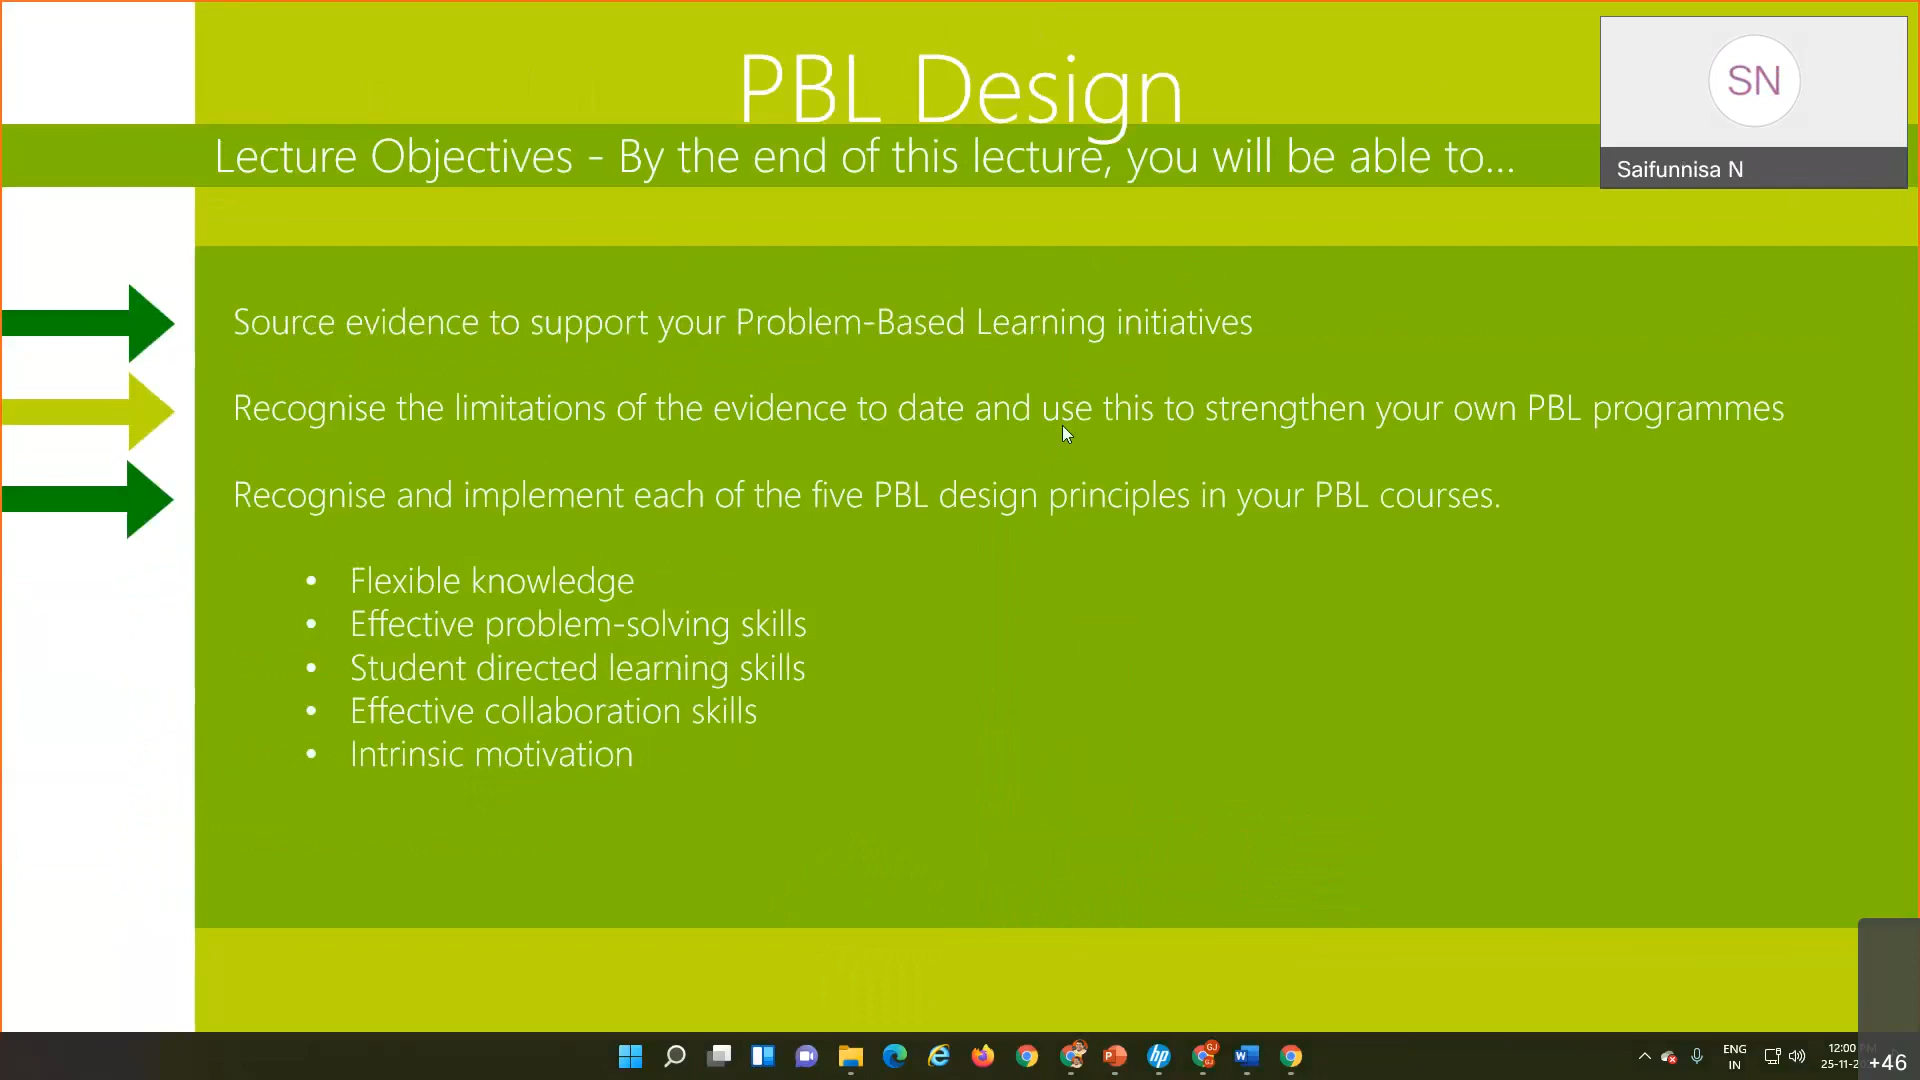 PBL Design
Lecture Objectives - By the end of this lecture, you will be able to...
SN
Saifunnisa N
Source evidence to support your Problem-Based Learning initiatives
Recognise the limitations of the evidence to date and use this to strengthen your own PBL programmes
Recognise and implement each of the five PBL design principles in your PBL courses.
• Flexible knowledge
• Effective problem-solving skills
• Student directed learning skills
• Effective collaboration skills
• Intrinsic motivation
ENG
IN
12:00
25-11-2
+46